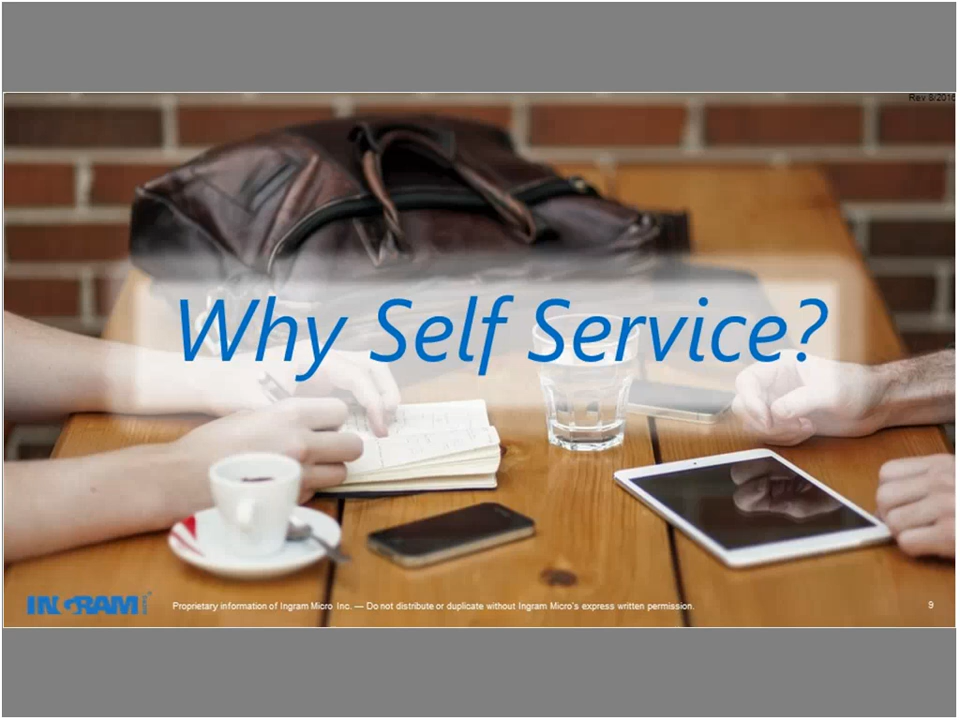 Rev 8/2016
Why Self Service?
INGRAM MICRO
Proprietary information of Ingram Micro Inc. — Do not distribute or duplicate without Ingram Micro's express written permission.
9